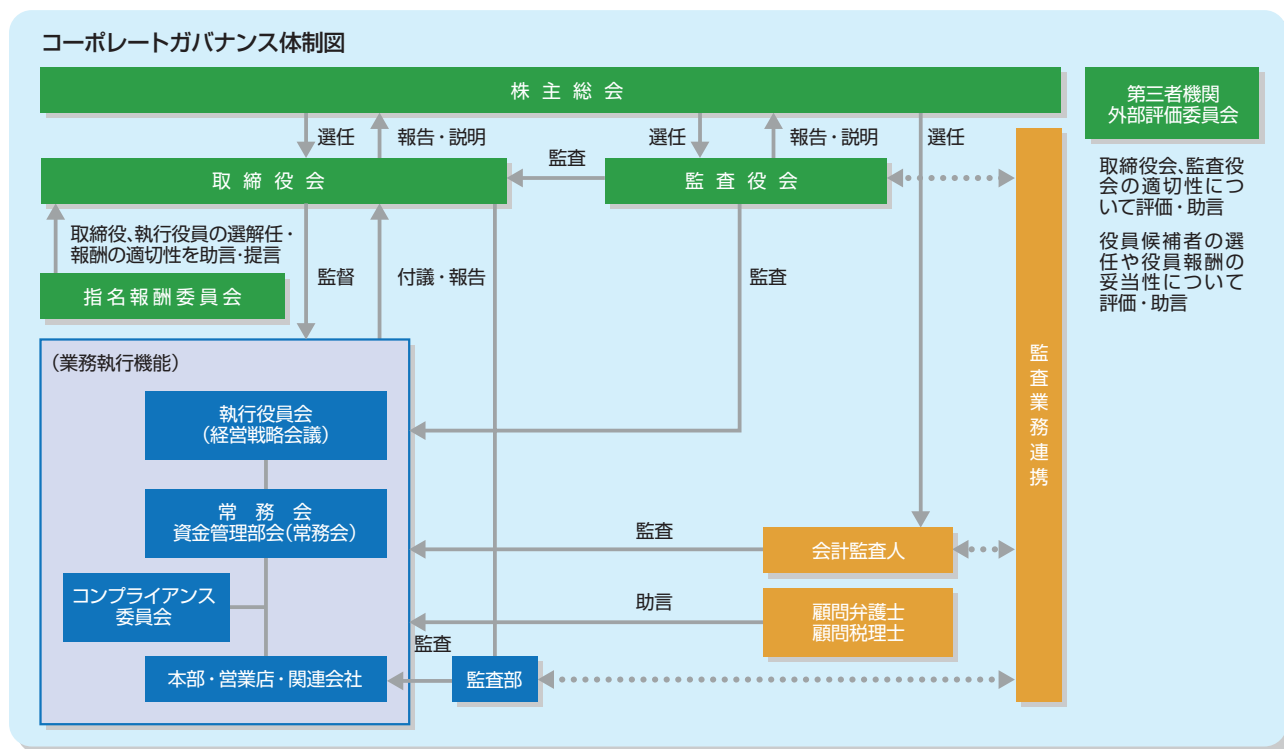 コーポレートガバナンス体制図
株主総会
第三者機関
外部評価委員会
選任
報告・説明
選任
報告・説明
選任
取締役会
監査
監査役会
取締役会、監査役
会の適切性につ
いて評価・助言
役員候補者の選
任や役員報酬の
妥当性について
評価・助言
取締役、執行役員の選解任・
報酬の適切性を助言・提言
監督
付議・報告
監査
指名報酬委員会
(業務執行機能)
監査業務連携
執行役員会
(経営戦略会議)
常務会
資金管理部会(常務会)
監査
会計監査人
コンプライアンス
委員会
助言
顧問弁護士
顧問税理士
監査
本部・営業店・関連会社
監査部